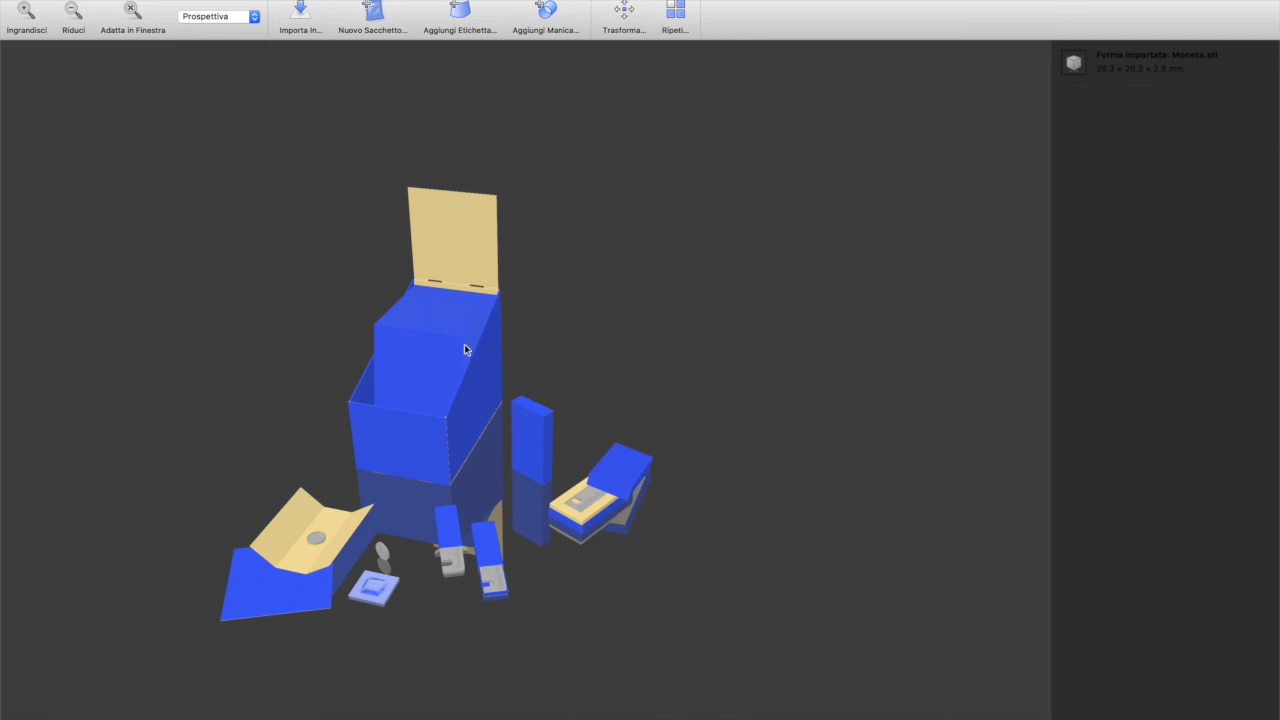 Ingrandisci
Riduci
Adatta in Finestra
Prospettiva
Importa In...
Nuovo Sacchetto...
Aggiungi Etichetta...
Aggiungi Manica...
Trasforma...
Ripeti...
Forma importata: Moneta.stl
26,3 × 26,3 × 2,9 mm